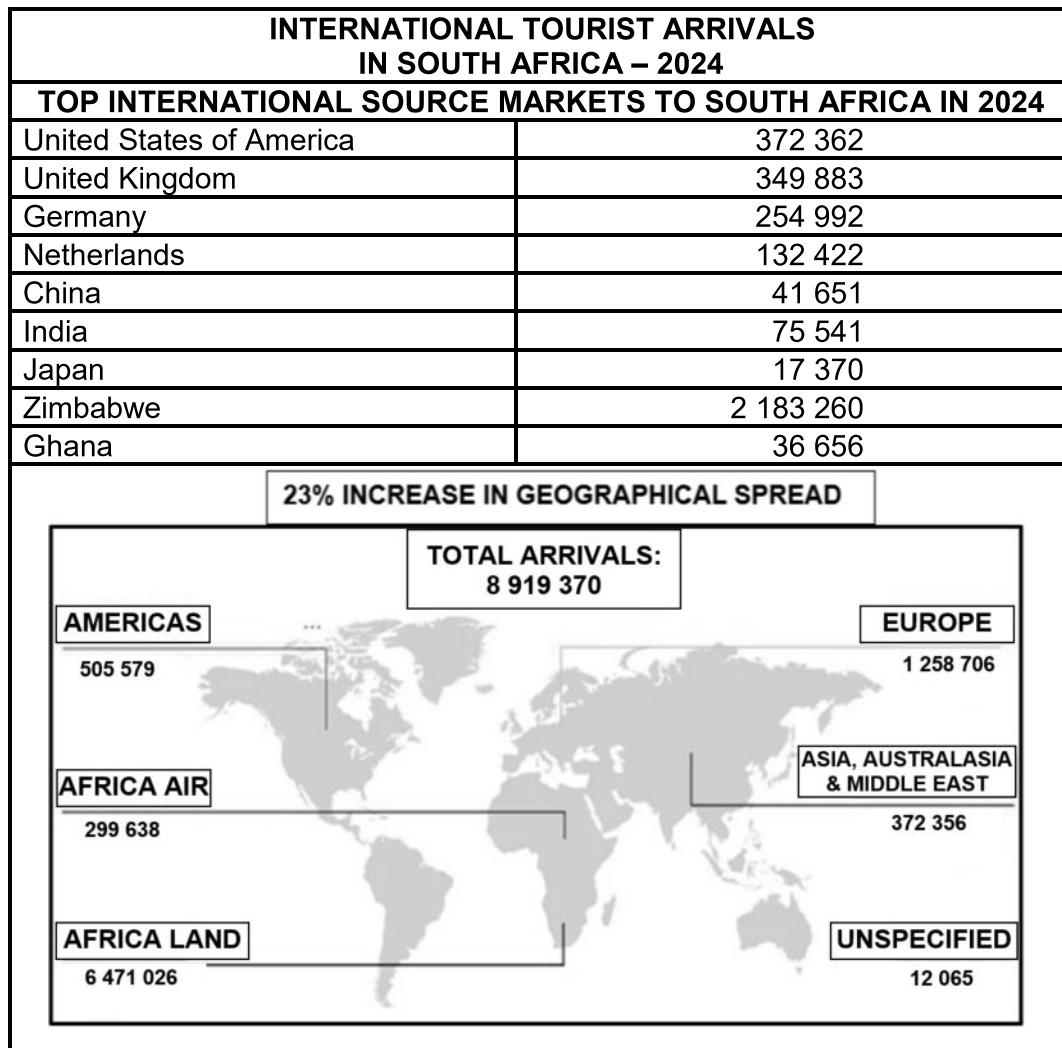 INTERNATIONAL TOURIST ARRIVALS
IN SOUTH AFRICA – 2024
TOP INTERNATIONAL SOURCE MARKETS TO SOUTH AFRICA IN 2024
United States of America 372 362
United Kingdom 349 883
Germany 254 992
Netherlands 132 422
China 41 651
India 75 541
Japan 17 370
Zimbabwe 2 183 260
Ghana 36 656
23% INCREASE IN GEOGRAPHICAL SPREAD
TOTAL ARRIVALS:
8 919 370
AMERICAS
505 579
EUROPE
1 258 706
AFRICA AIR
299 638
ASIA, AUSTRALASIA
& MIDDLE EAST
372 356
AFRICA LAND
6 471 026
UNSPECIFIED
12 065